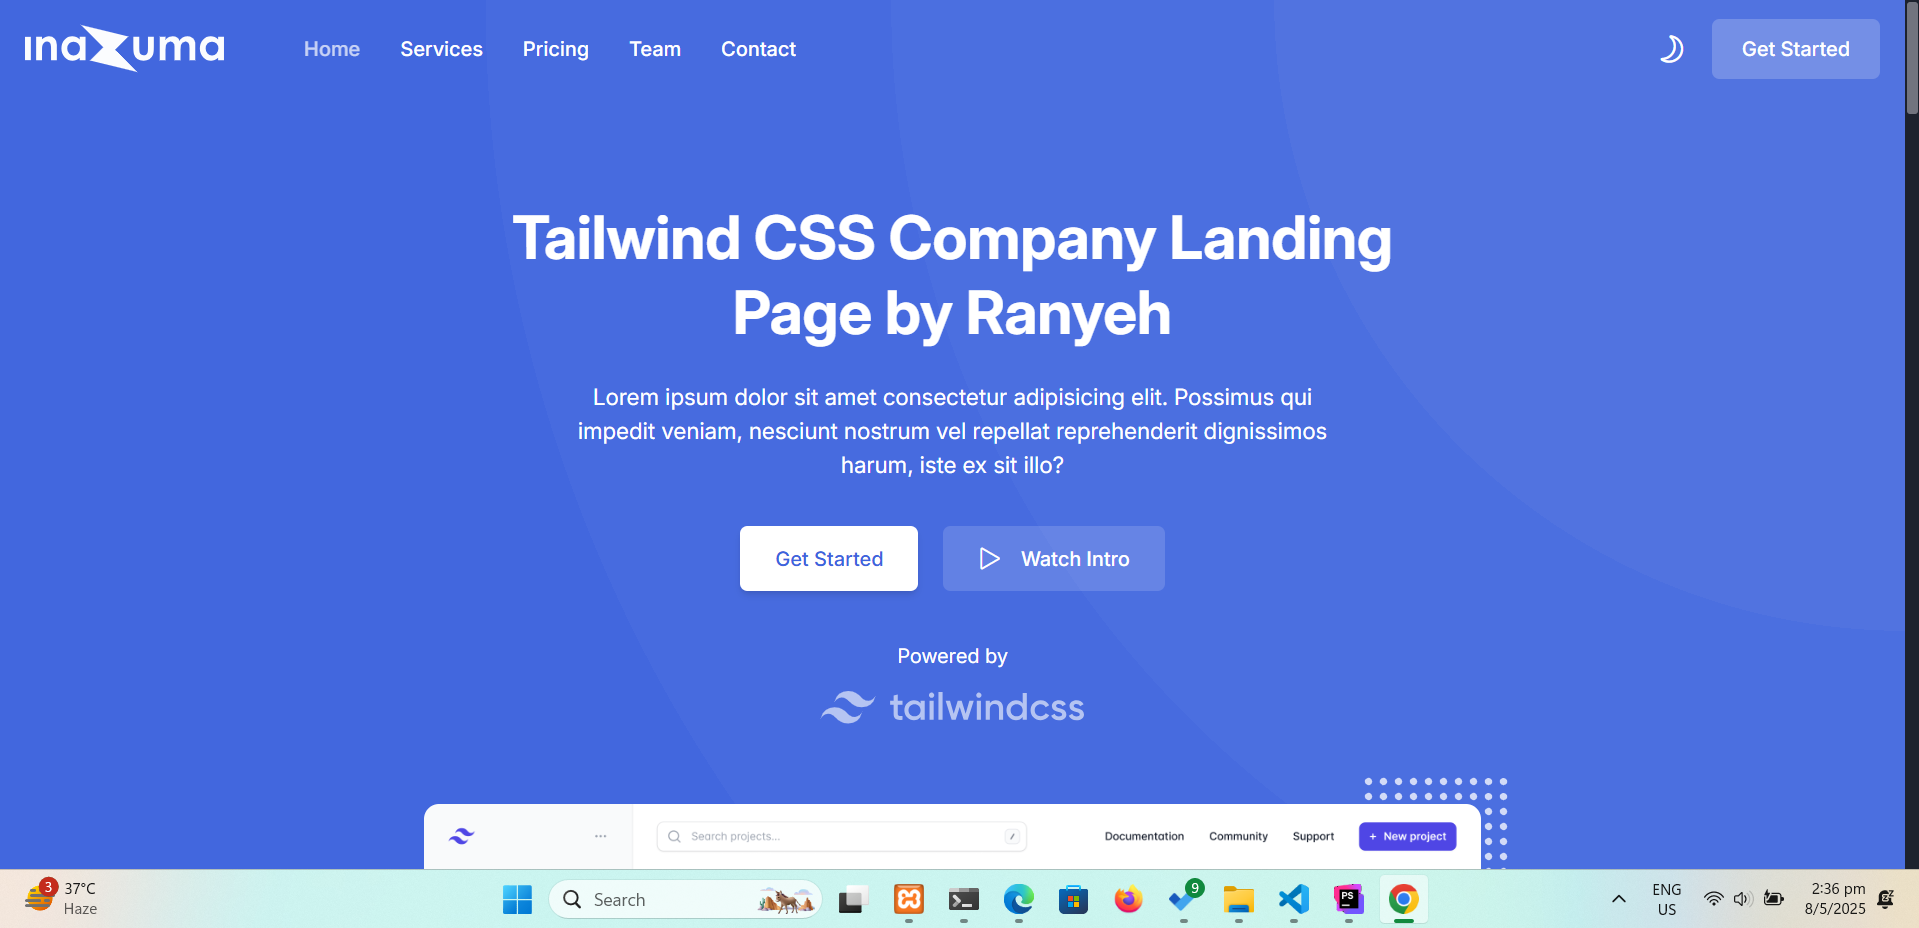 inazuma
Home
Services
Pricing
Team
Contact
Get Started
Tailwind CSS Company Landing
Page by Ranyeh
Lorem ipsum dolor sit amet consectetur adipisicing elit. Possimus qui
impedit veniam, nesciunt nostrum vel repellat reprehenderit dignissimos
harum, iste ex sit illo?
Get Started
Watch Intro
Powered by
tailwindcss
...
Search projects...
/
Documentation
Community
Support
+ New project
3
37°C
Haze
Search
9
PS
ENG
US
2:36 pm
8/5/2025